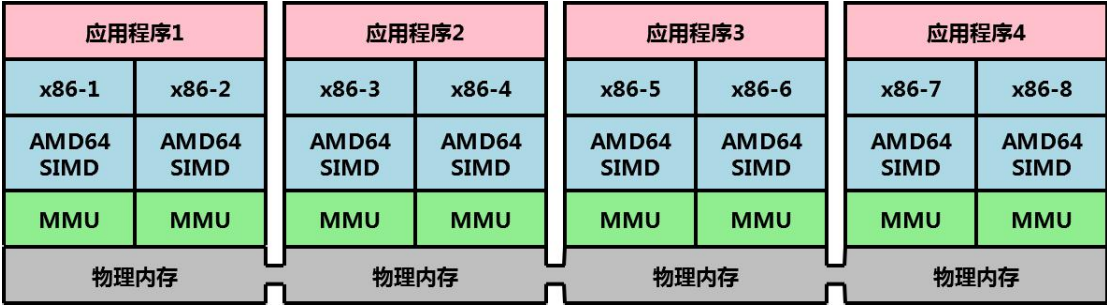 应用程序1 应用程序2 应用程序3 应用程序4
x86-1 x86-2 x86-3 x86-4 x86-5 x86-6 x86-7 x86-8
AMD64 AMD64 AMD64 AMD64 AMD64 AMD64 AMD64 AMD64
SIMD SIMD SIMD SIMD SIMD SIMD SIMD SIMD
MMU MMU MMU MMU MMU MMU MMU MMU
物理内存 物理内存 物理内存 物理内存